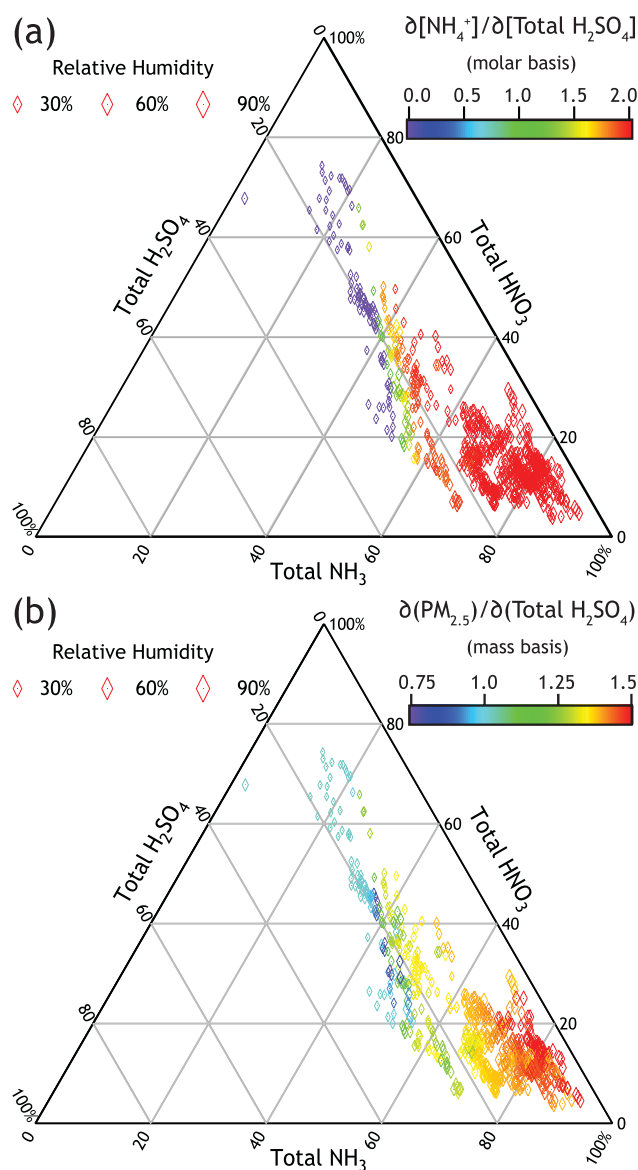 (a)
∂[NH₄⁺]/∂[Total H₂SO₄]
(molar basis)
Relative Humidity
30% 60% 90%
0.0 0.5 1.0 1.5 2.0
0 100%
20 80
40 60
60 40
80 20
100% 0
Total H₂SO₄
Total HNO₃
0 20 40 60 80 100%
Total NH₃
(b)
∂(PM₂.₅)/∂(Total H₂SO₄)
(mass basis)
Relative Humidity
30% 60% 90%
0.75 1.0 1.25 1.5
0 100%
20 80
40 60
60 40
80 20
100% 0
Total H₂SO₄
Total HNO₃
0 20 40 60 80 100%
Total NH₃